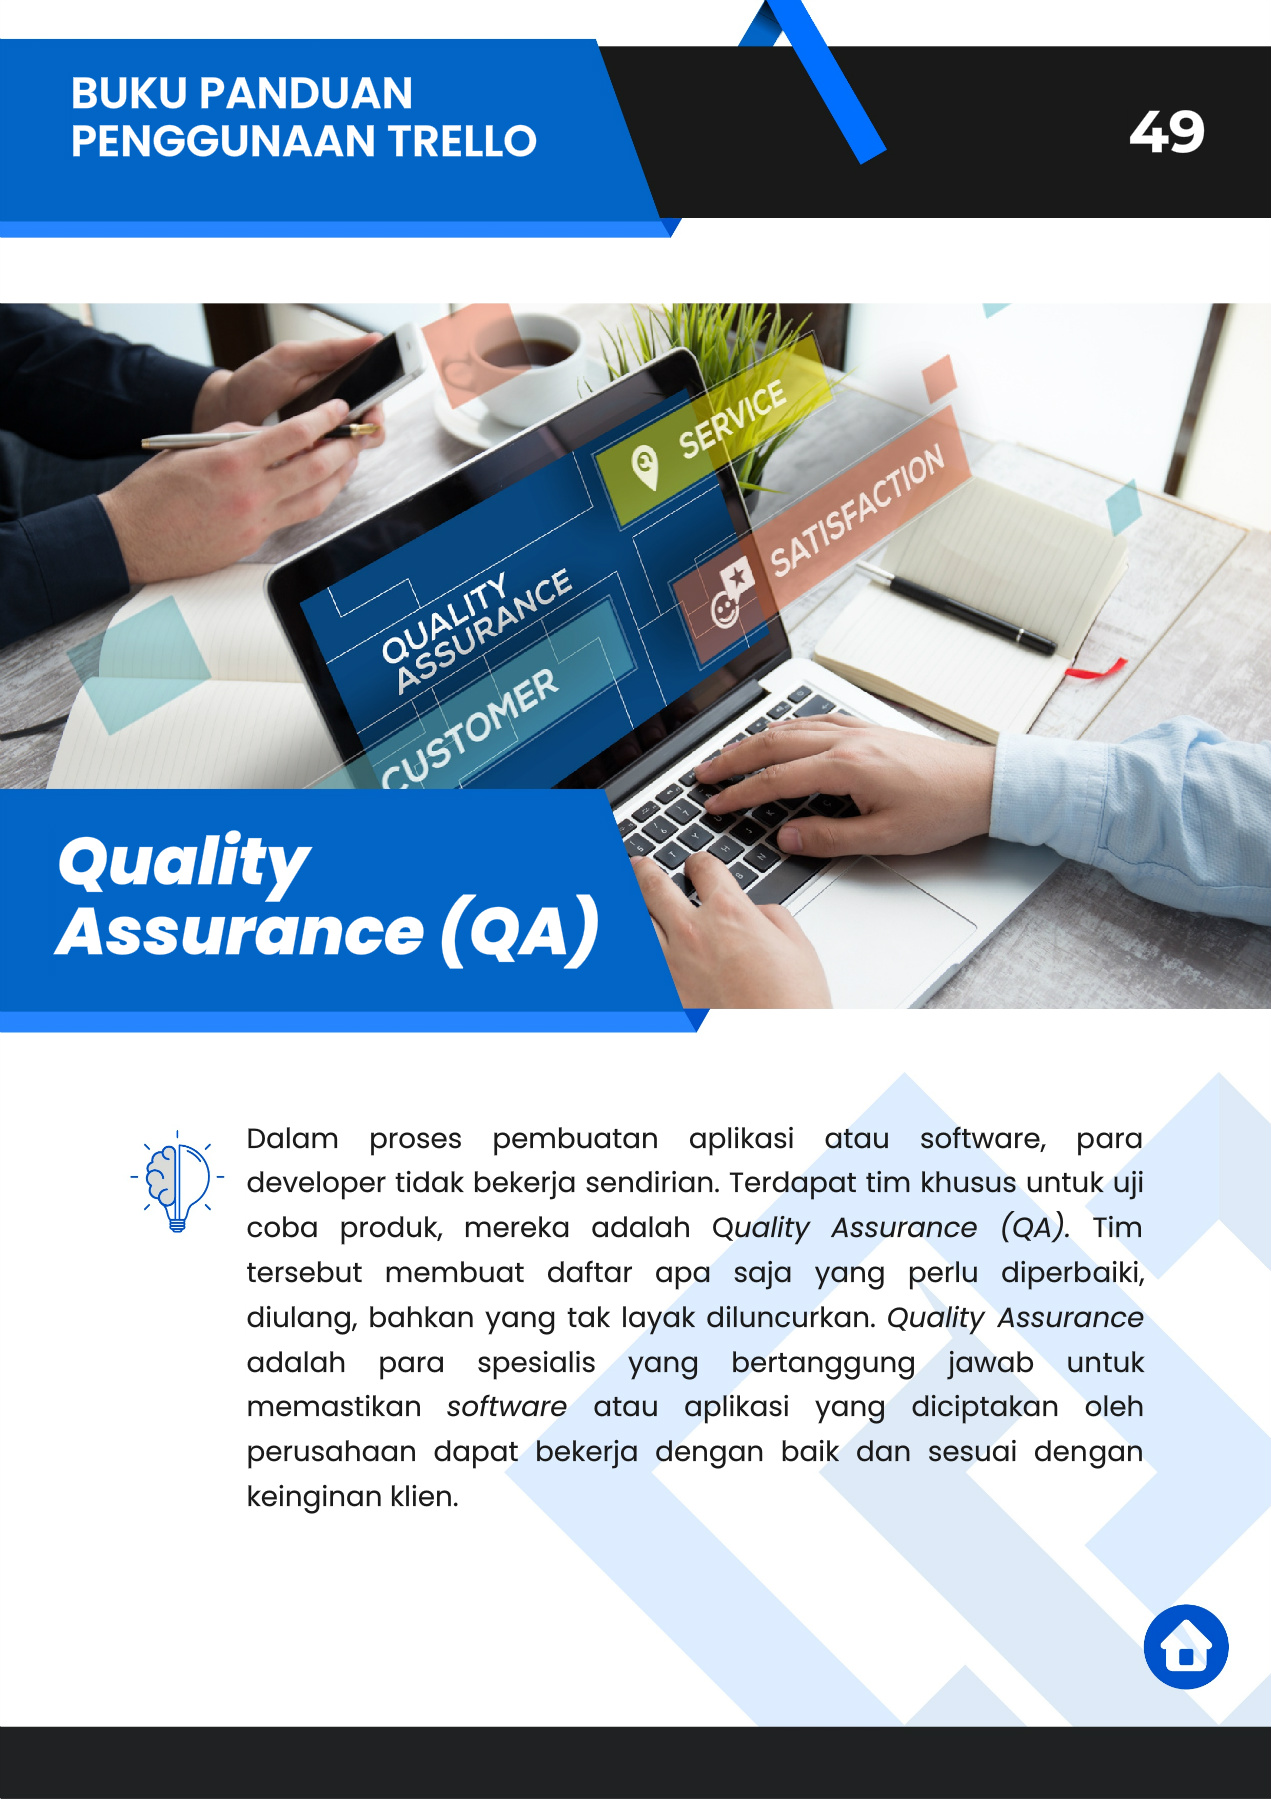 BUKU PANDUAN
PENGGUNAAN TRELLO
49
SERVICE
SATISFACTION
QUALITY
ASSURANCE
CUSTOMER
Quality
Assurance (QA)
Dalam proses pembuatan aplikasi atau software, para
developer tidak bekerja sendirian. Terdapat tim khusus untuk uji
coba produk, mereka adalah Quality Assurance (QA). Tim
tersebut membuat daftar apa saja yang perlu diperbaiki,
diulang, bahkan yang tak layak diluncurkan. Quality Assurance
adalah para spesialis yang bertanggung jawab untuk
memastikan software atau aplikasi yang diciptakan oleh
perusahaan dapat bekerja dengan baik dan sesuai dengan
keinginan klien.